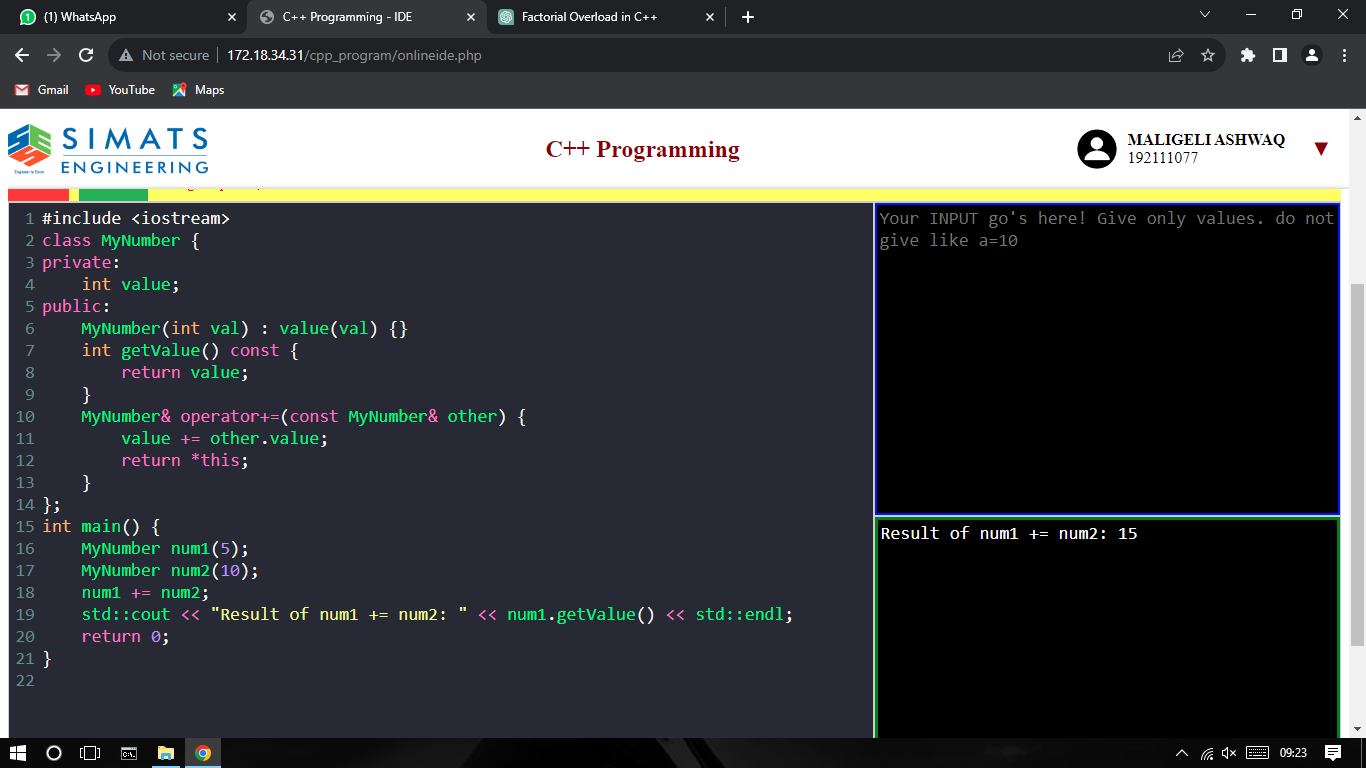 (1) WhatsApp
C++ Programming - IDE
Factorial Overload in C++
Not secure
172.18.34.31/cpp_program/onlineide.php
Gmail
YouTube
Maps
SIMATS
ENGINEERING
Engineer to Excel
C++ Programming
MALIGELI ASHWAQ
192111077
1 #include <iostream>
2 class MyNumber {
3 private:
4     int value;
5 public:
6     MyNumber(int val) : value(val) {}
7     int getValue() const {
8         return value;
9     }
10     MyNumber& operator+=(const MyNumber& other) {
11         value += other.value;
12         return *this;
13     }
14 };
15 int main() {
16     MyNumber num1(5);
17     MyNumber num2(10);
18     num1 += num2;
19     std::cout << "Result of num1 += num2: " << num1.getValue() << std::endl;
20     return 0;
21 }
22
Your INPUT go's here! Give only values. do not
give like a=10
Result of num1 += num2: 15
09:23